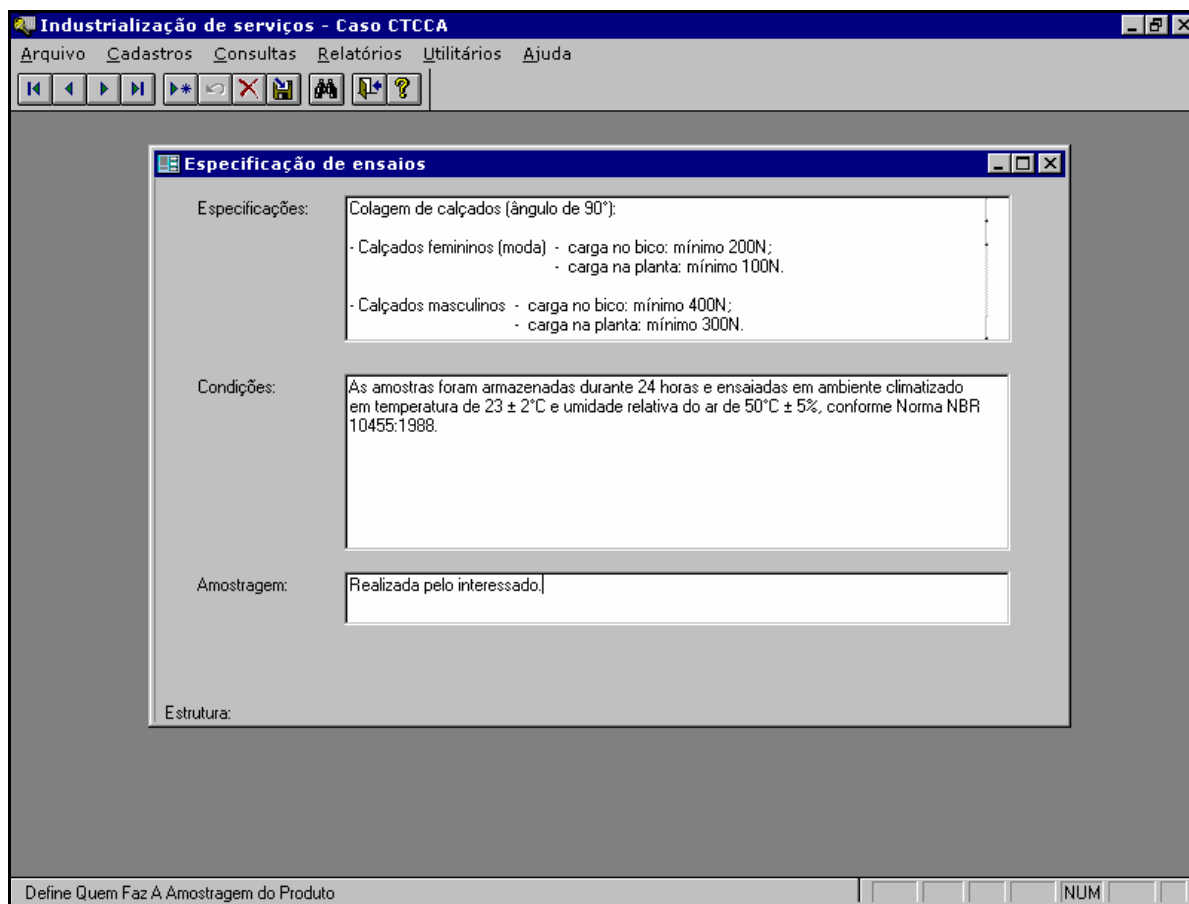 Industrialização de serviços - Caso CTCCA
Arquivo Cadastros Consultas Relatórios Utilitários Ajuda
Especificação de ensaios
Especificações:
Colagem de calçados (ângulo de 90°):
- Calçados femininos (moda) - carga no bico: mínimo 200N;
- carga na planta: mínimo 100N.
- Calçados masculinos - carga no bico: mínimo 400N;
- carga na planta: mínimo 300N.
Condições:
As amostras foram armazenadas durante 24 horas e ensaiadas em ambiente climatizado
em temperatura de 23 ± 2°C e umidade relativa do ar de 50°C ± 5%, conforme Norma NBR
10455:1988.
Amostragem:
Realizada pelo interessado.
Estrutura:
Define Quem Faz A Amostragem do Produto
NUM